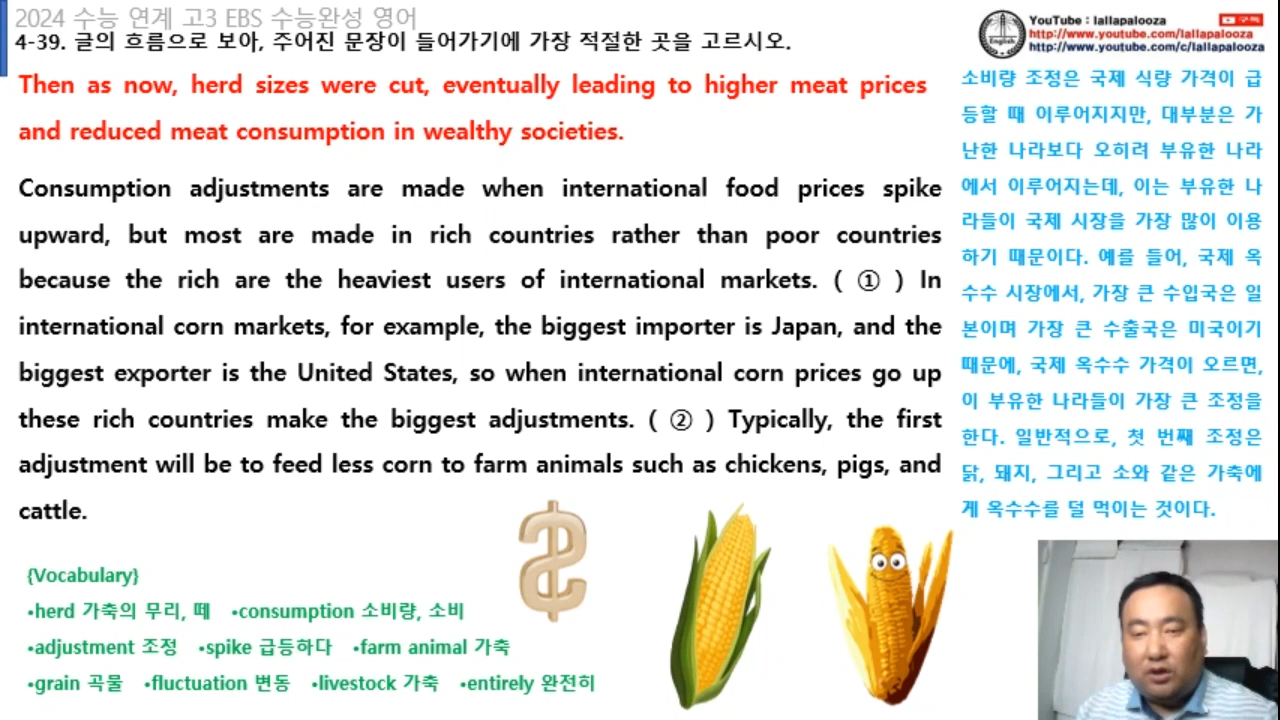 2024 수능 연계 고3 EBS 수능완성 영어
4-39. 글의 흐름으로 보아, 주어진 문장이 들어가기에 가장 적절한 곳을 고르시오.
YouTube : lallapalooza
구독
http://www.youtube.com/lallapalooza
http://www.youtube.com/c/lallapalooza
English
Then as now, herd sizes were cut, eventually leading to higher meat prices
and reduced meat consumption in wealthy societies.
Consumption adjustments are made when international food prices spike
upward, but most are made in rich countries rather than poor countries
because the rich are the heaviest users of international markets. ( ① ) In
international corn markets, for example, the biggest importer is Japan, and the
biggest exporter is the United States, so when international corn prices go up
these rich countries make the biggest adjustments. ( ② ) Typically, the first
adjustment will be to feed less corn to farm animals such as chickens, pigs, and
cattle.
소비량 조정은 국제 식량 가격이 급
등할 때 이루어지지만, 대부분은 가
난한 나라보다 오히려 부유한 나라
에서 이루어지는데, 이는 부유한 나
라들이 국제 시장을 가장 많이 이용
하기 때문이다. 예를 들어, 국제 옥
수수 시장에서, 가장 큰 수입국은 일
본이며 가장 큰 수출국은 미국이기
때문에, 국제 옥수수 가격이 오르면,
이 부유한 나라들이 가장 큰 조정을
한다. 일반적으로, 첫 번째 조정은
닭, 돼지, 그리고 소와 같은 가축에
게 옥수수를 덜 먹이는 것이다.
{Vocabulary}
•herd 가축의 무리, 떼 •consumption 소비량, 소비
•adjustment 조정 •spike 급등하다 •farm animal 가축
•grain 곡물 •fluctuation 변동 •livestock 가축 •entirely 완전히